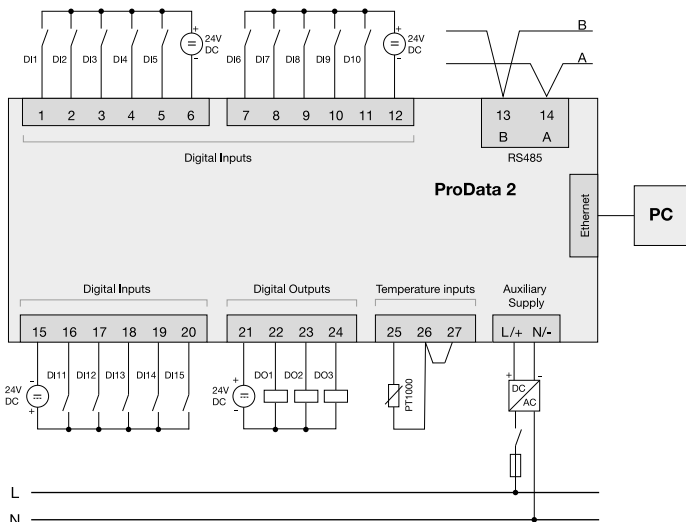 B
A
+
24V
DC
-
+
24V
DC
-
DI1 DI2 DI3 DI4 DI5
DI6 DI7 DI8 DI9 D10
1 2 3 4 5 6
7 8 9 10 11 12
13 14
B A
Digital Inputs
RS485
ProData 2
Ethernet
PC
Digital Inputs
Digital Outputs
Temperature inputs
Auxiliary
Supply
15 16 17 18 19 20
21 22 23 24
25 26 27
L/+ N/-
-
24V
DC
+
DI11 DI12 DI13 DI14 DI15
+
24V
DC
-
DO1 DO2 DO3
PT1000
+ -
DC
AC
L
N